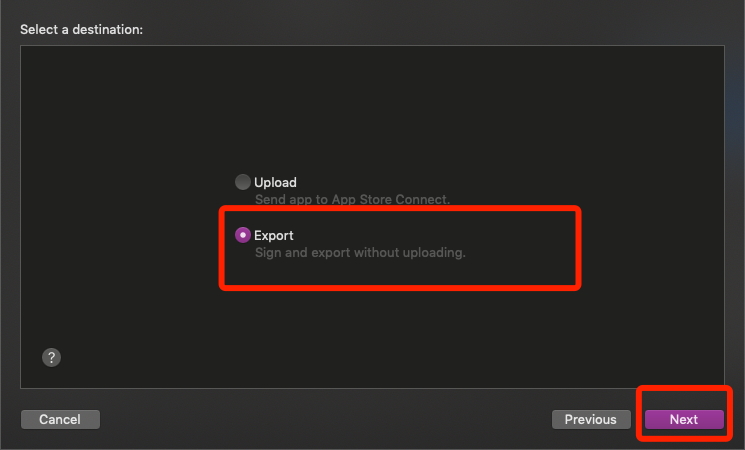 Select a destination:
Upload
Send app to App Store Connect.
Export
Sign and export without uploading.
?
Cancel
Previous
Next